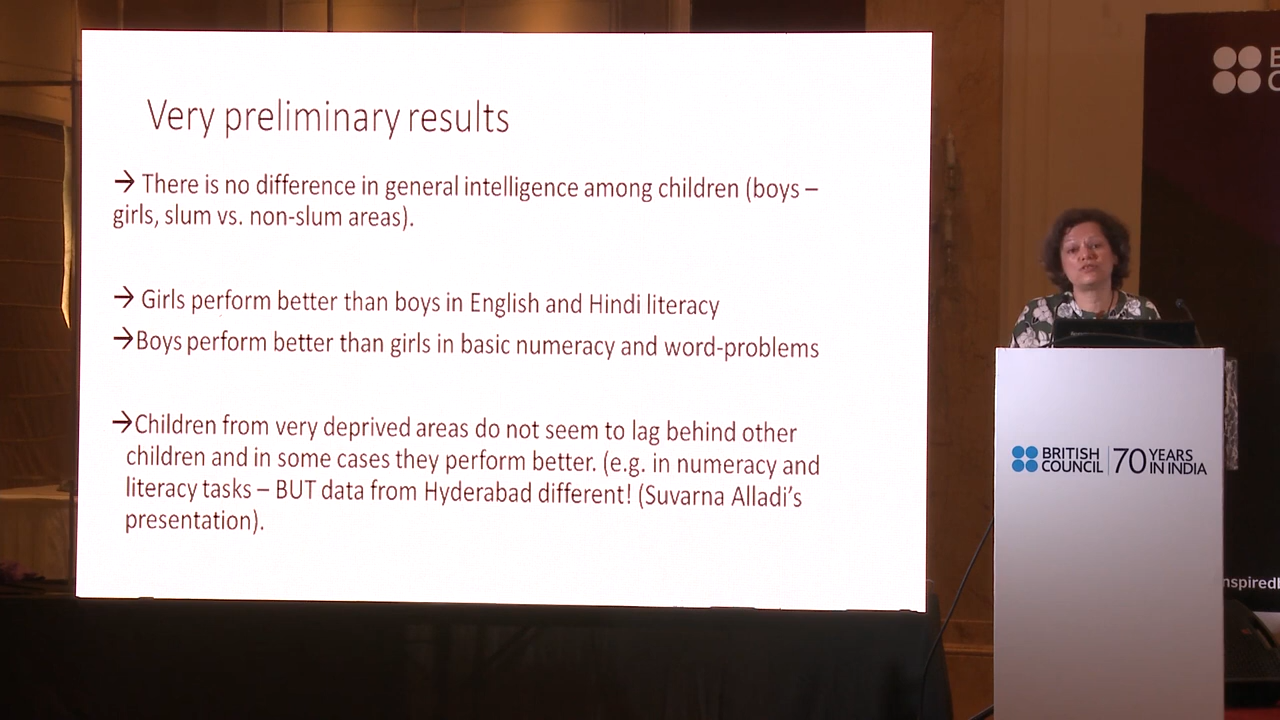 Very preliminary results
→ There is no difference in general intelligence among children (boys –
girls, slum vs. non-slum areas).
→ Girls perform better than boys in English and Hindi literacy
→Boys perform better than girls in basic numeracy and word-problems
→Children from very deprived areas do not seem to lag behind other
children and in some cases they perform better. (e.g. in numeracy and
literacy tasks – BUT data from Hyderabad different! (Suvarna Alladi's
presentation).
BRITISH
COUNCIL
70 YEARS
IN INDIA